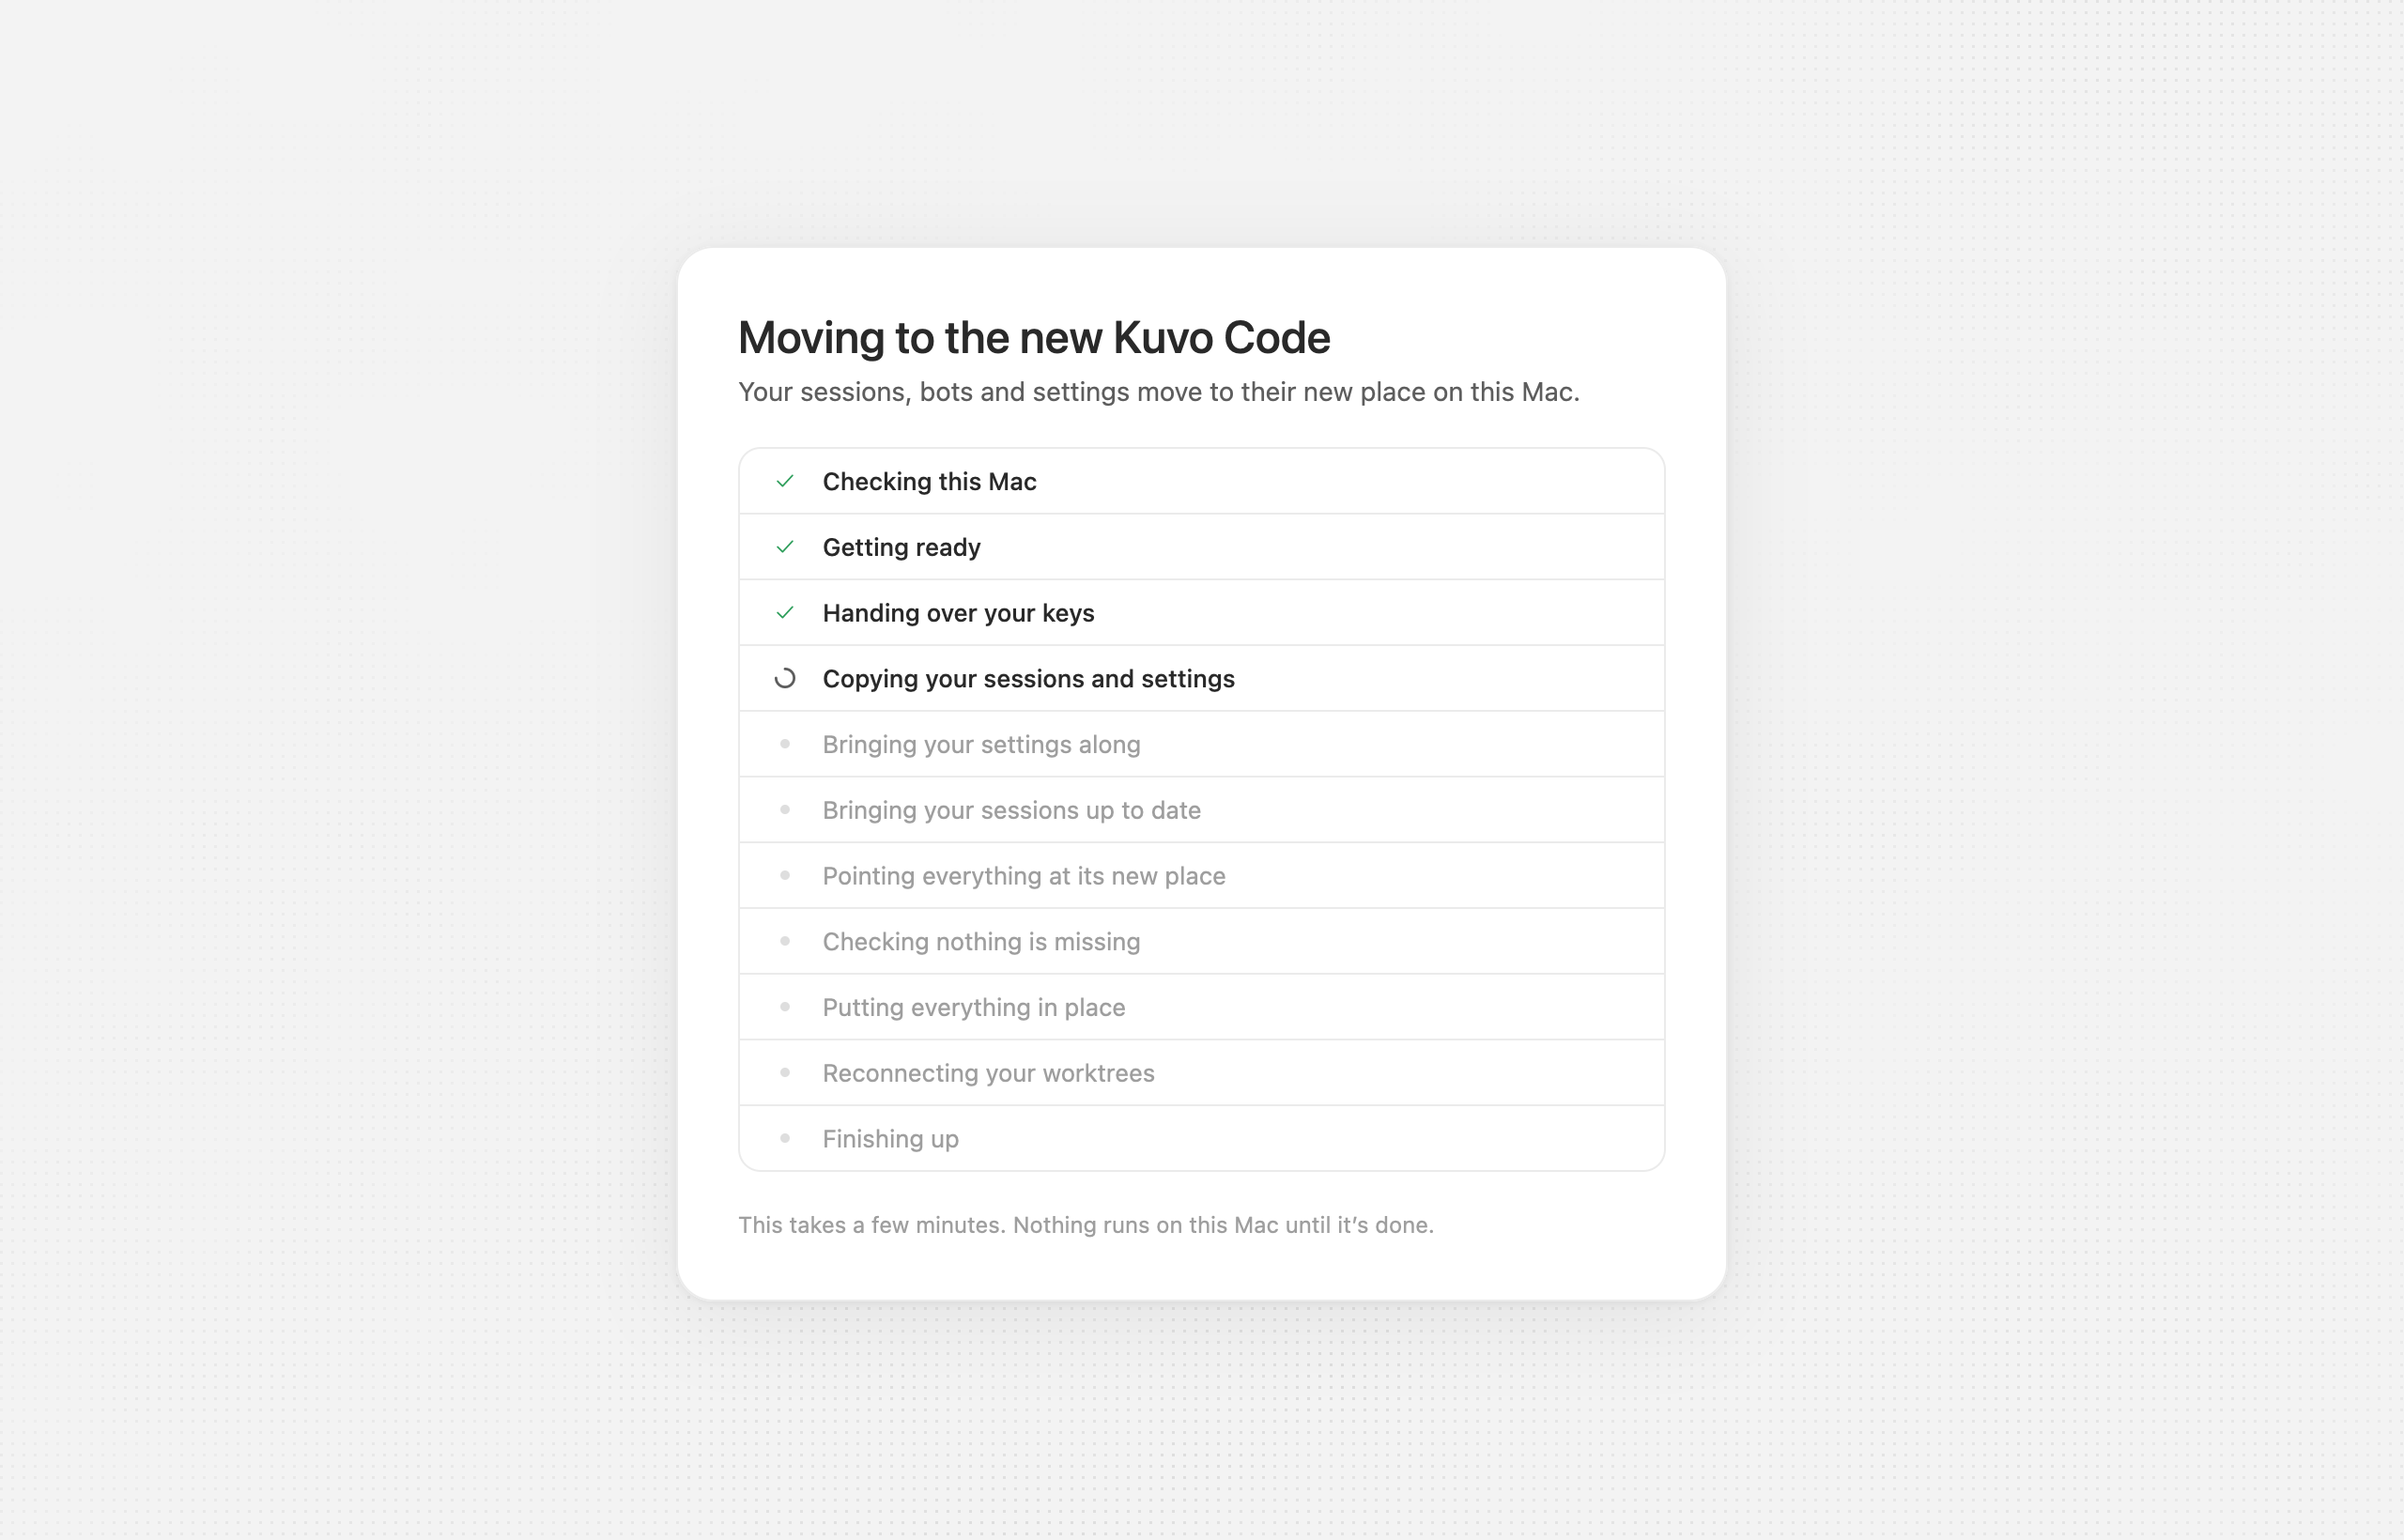 Moving to the new Kuvo Code
Your sessions, bots and settings move to their new place on this Mac.
Checking this Mac
Getting ready
Handing over your keys
Copying your sessions and settings
Bringing your settings along
Bringing your sessions up to date
Pointing everything at its new place
Checking nothing is missing
Putting everything in place
Reconnecting your worktrees
Finishing up
This takes a few minutes. Nothing runs on this Mac until it’s done.